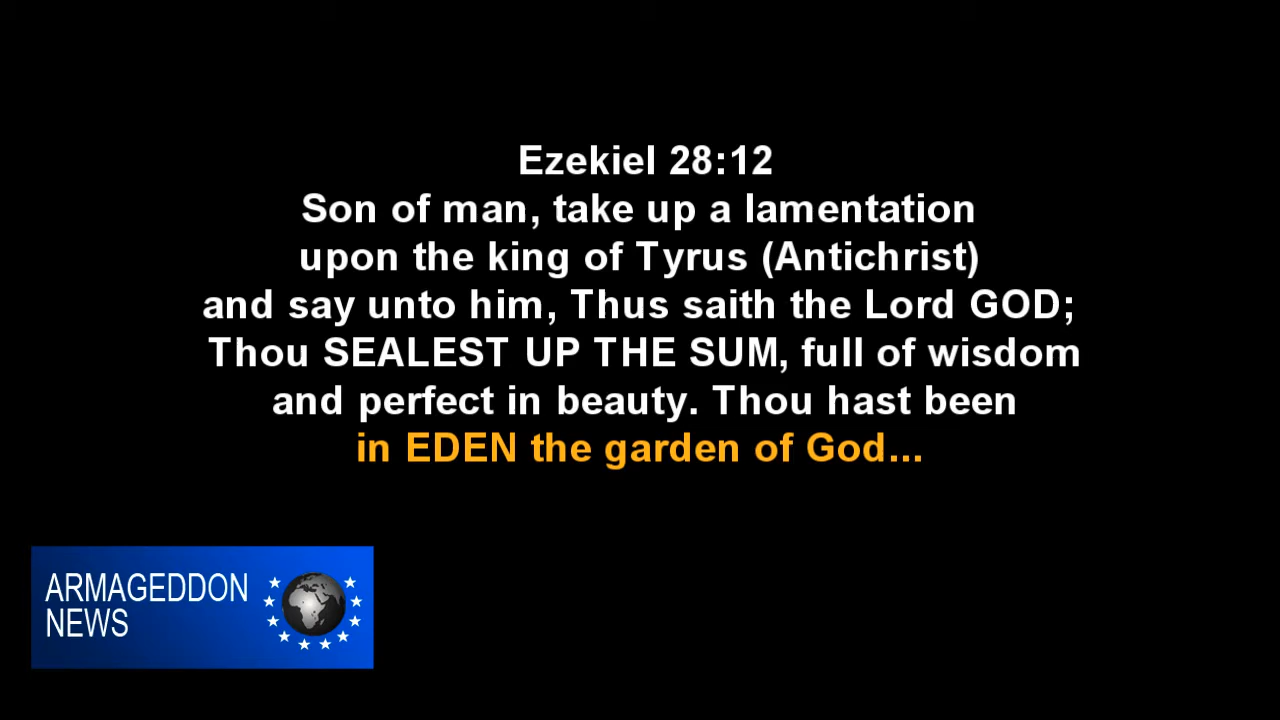 Ezekiel 28:12
Son of man, take up a lamentation
upon the king of Tyrus (Antichrist)
and say unto him, Thus saith the Lord GOD;
Thou SEALEST UP THE SUM, full of wisdom
and perfect in beauty. Thou hast been
in EDEN the garden of God...
ARMAGEDDON
NEWS